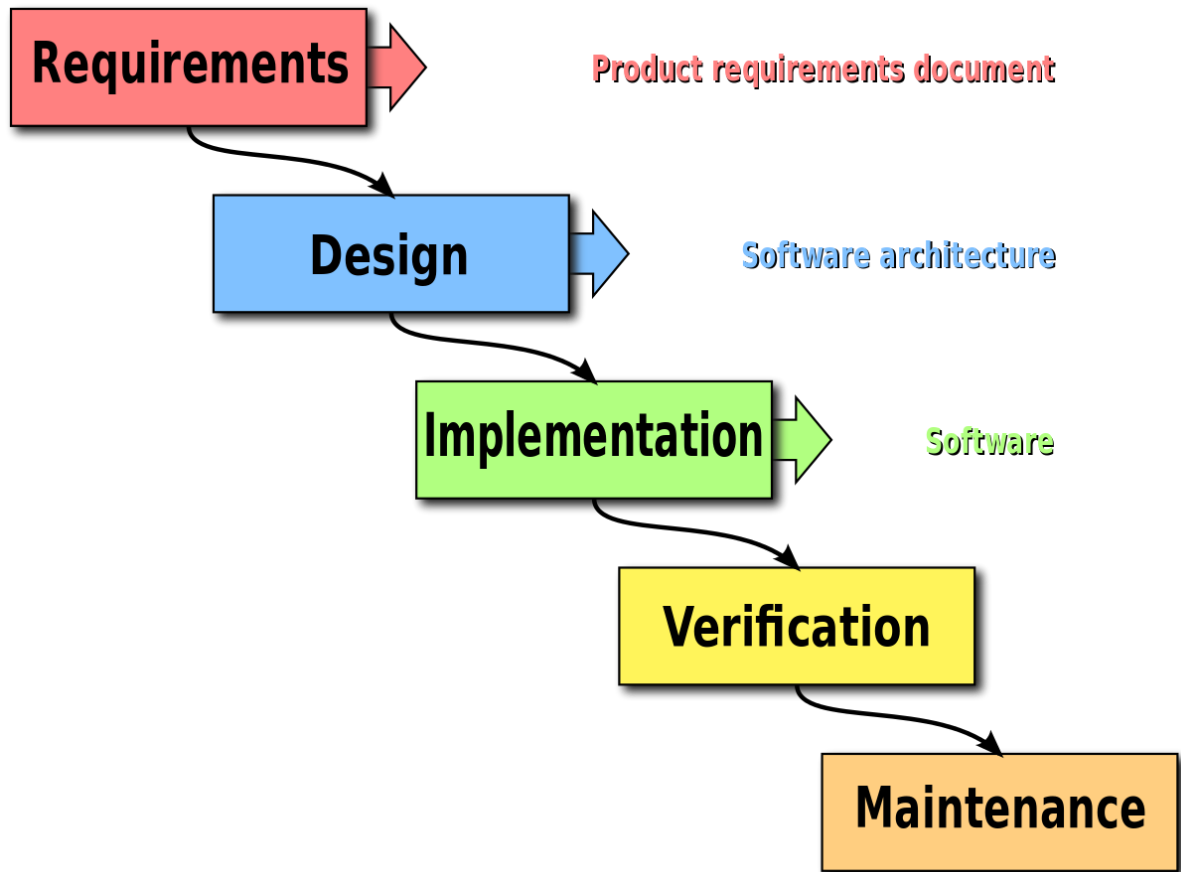 Requirements
Product requirements document
Design
Software architecture
Implementation
Software
Verification
Maintenance